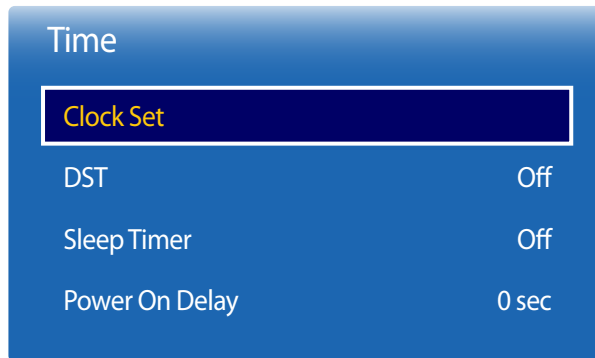 Time
Clock Set
DST Off
Sleep Timer Off
Power On Delay 0 sec